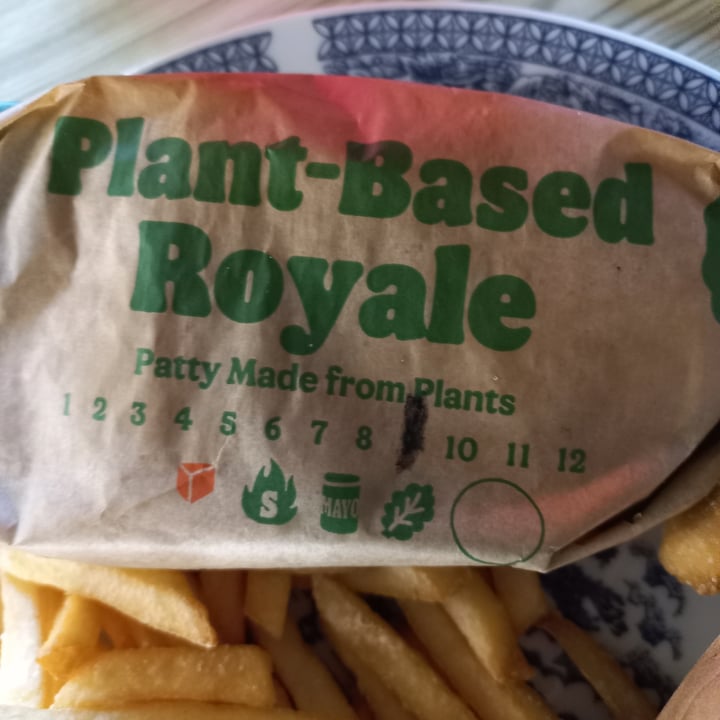 Plant-Based
Royale
Patty Made from Plants
1 2 3 4 5 6 7 8 10 11 12
S MAYO